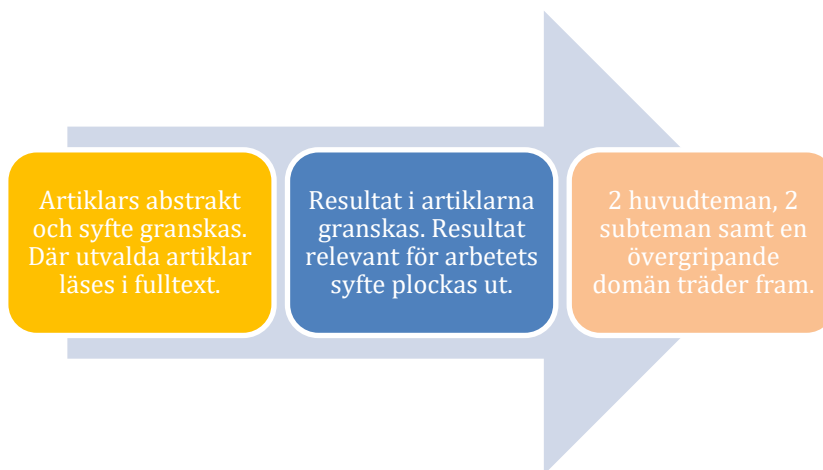 Artiklars abstrakt
och syfte granskas.
Där utvalda artiklar
läses i fulltext.
Resultat i artiklarna
granskas. Resultat
relevant för arbetets
syfte plockas ut.
2 huvudteman, 2
subteman samt en
övergripande
domän träder fram.